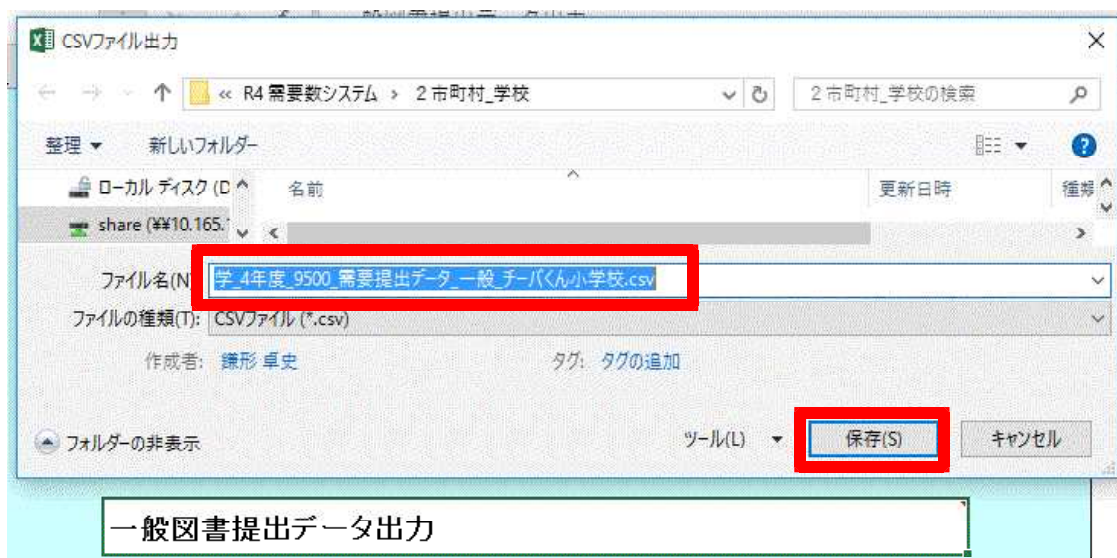 CSVファイル出力
« R4需要数システム › 2市町村_学校
2市町村_学校の検索
整理 新しいフォルダー
ローカル ディスク (D
名前 更新日時 種類
share (¥¥10.165.
ファイル名(N)
学_4年度_9500_需要提出データ_一般_チーバくん小学校.csv
ファイルの種類(T): CSVファイル (*.csv)
作成者: 鎌形 卓史 タグ: タグの追加
フォルダーの非表示 ツール(L) 保存(S) キャンセル
一般図書提出データ出力